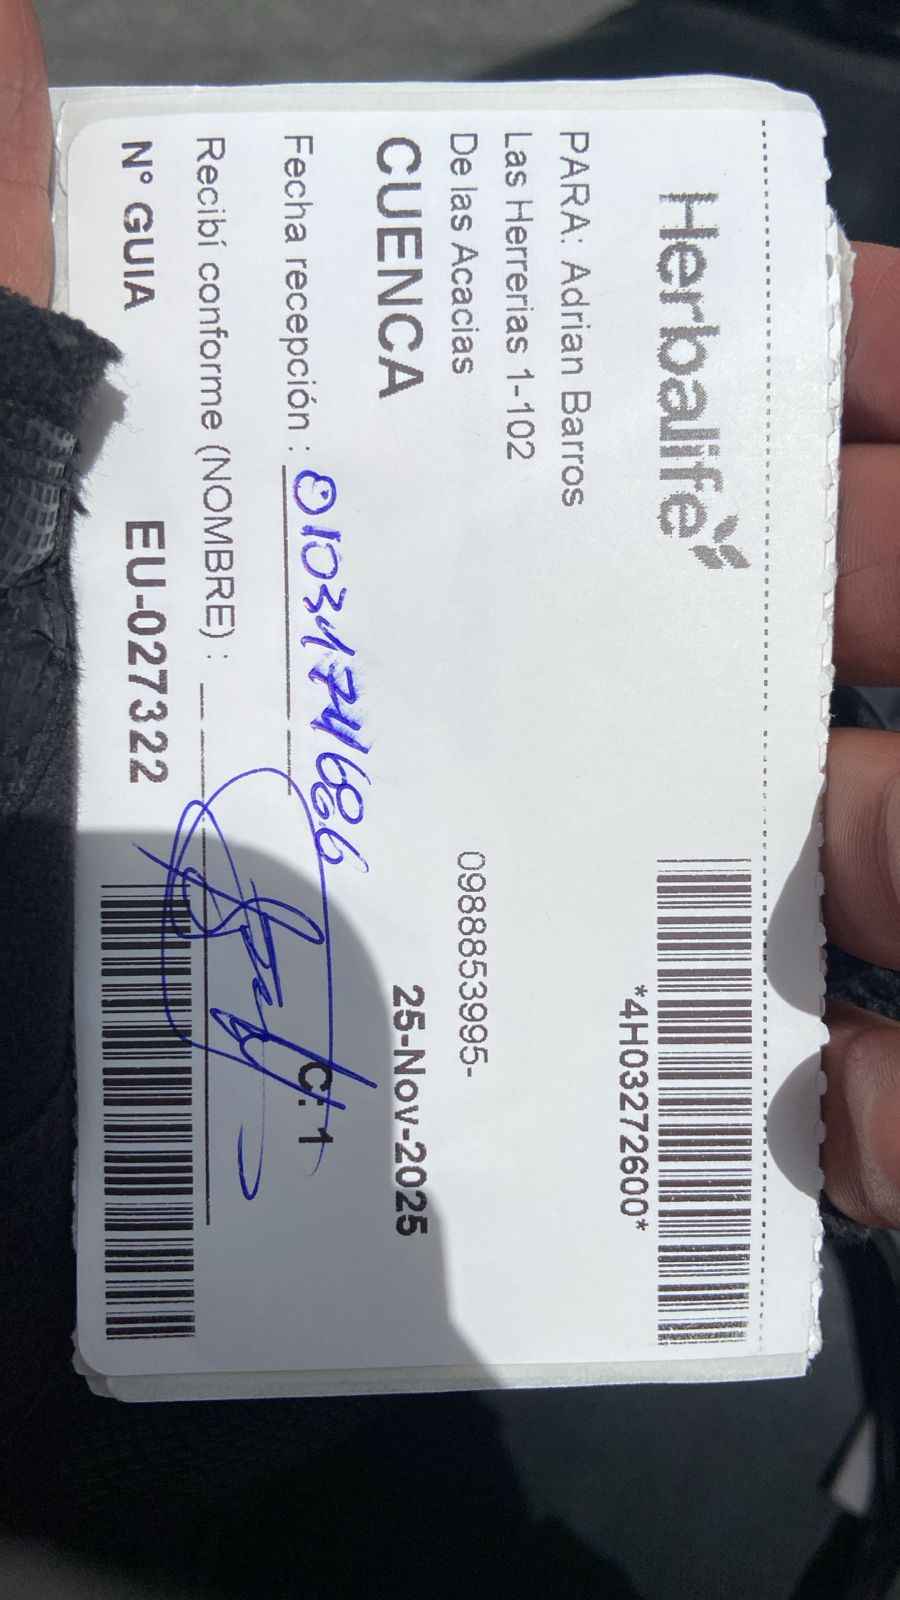 Herbalife
*4H03272600*
PARA: Adrian Barros
Las Herrerias 1-102
De las Acacias
0988853995-
CUENCA
25-Nov-2025
Fecha recepción :
0103174686
C: 1
Recibí conforme (NOMBRE) :
N° GUIA
EU-027322